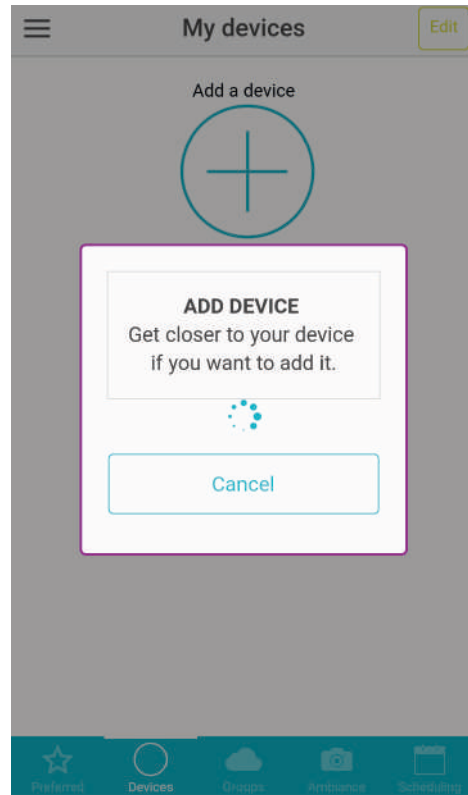 My devices
Edit
Add a device
ADD DEVICE
Get closer to your device
if you want to add it.
Cancel
Preferred
Devices
Groups
Ambiance
Scheduling